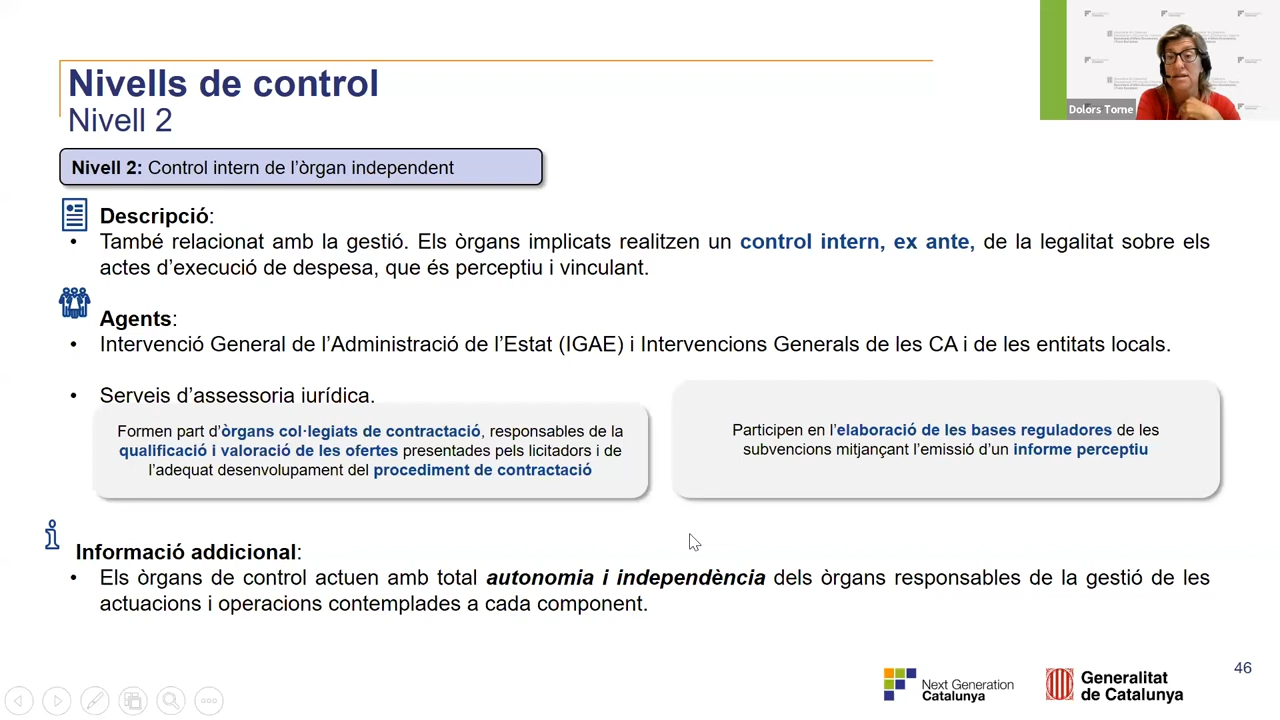 Nivells de control
Nivell 2
Dolors Torne
Nivell 2: Control intern de l’òrgan independent
Descripció:
• També relacionat amb la gestió. Els òrgans implicats realitzen un control intern, ex ante, de la legalitat sobre els
actes d’execució de despesa, que és perceptiu i vinculant.
Agents:
• Intervenció General de l’Administració de l’Estat (IGAE) i Intervencions Generals de les CA i de les entitats locals.
• Serveis d’assessoria jurídica.
Formen part d’òrgans col·legiats de contractació, responsables de la
qualificació i valoració de les ofertes presentades pels licitadors i de
l’adequat desenvolupament del procediment de contractació
Participen en l’elaboració de les bases reguladores de les
subvencions mitjançant l’emissió d’un informe perceptiu
Informació addicional:
• Els òrgans de control actuen amb total autonomia i independència dels òrgans responsables de la gestió de les
actuacions i operacions contemplades a cada component.
46
Next Generation
Catalunya
Generalitat
de Catalunya